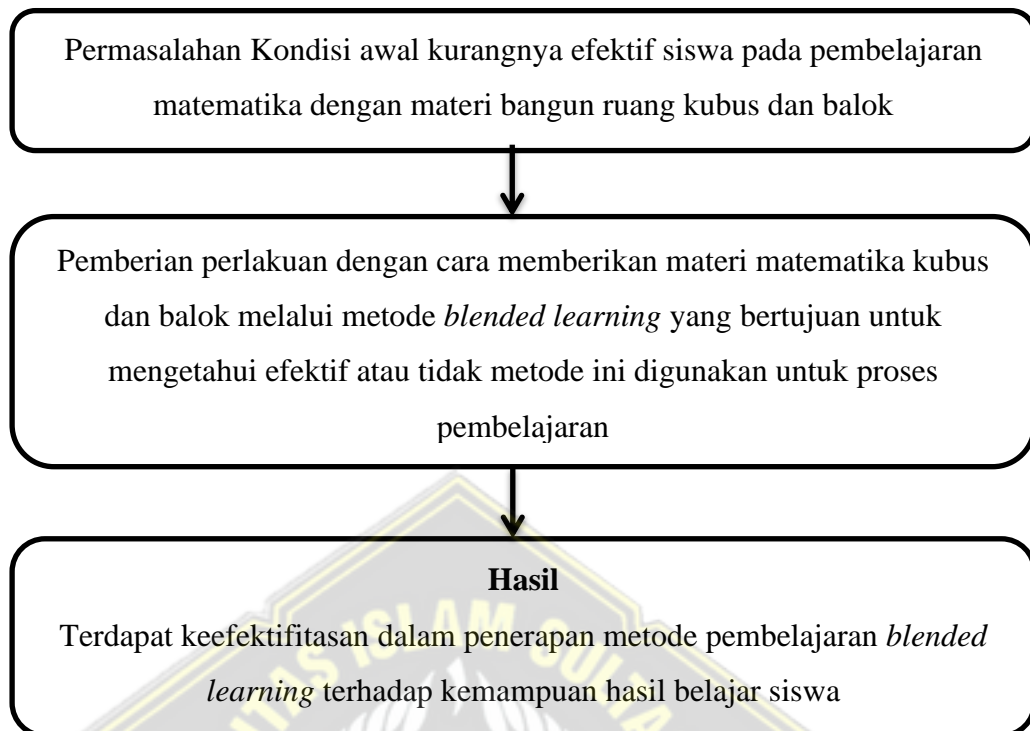 Permasalahan Kondisi awal kurangnya efektif siswa pada pembelajaran
matematika dengan materi bangun ruang kubus dan balok
Pemberian perlakuan dengan cara memberikan materi matematika kubus
dan balok melalui metode blended learning yang bertujuan untuk
mengetahui efektif atau tidak metode ini digunakan untuk proses
pembelajaran
Hasil
Terdapat keefektifitasan dalam penerapan metode pembelajaran blended
learning terhadap kemampuan hasil belajar siswa